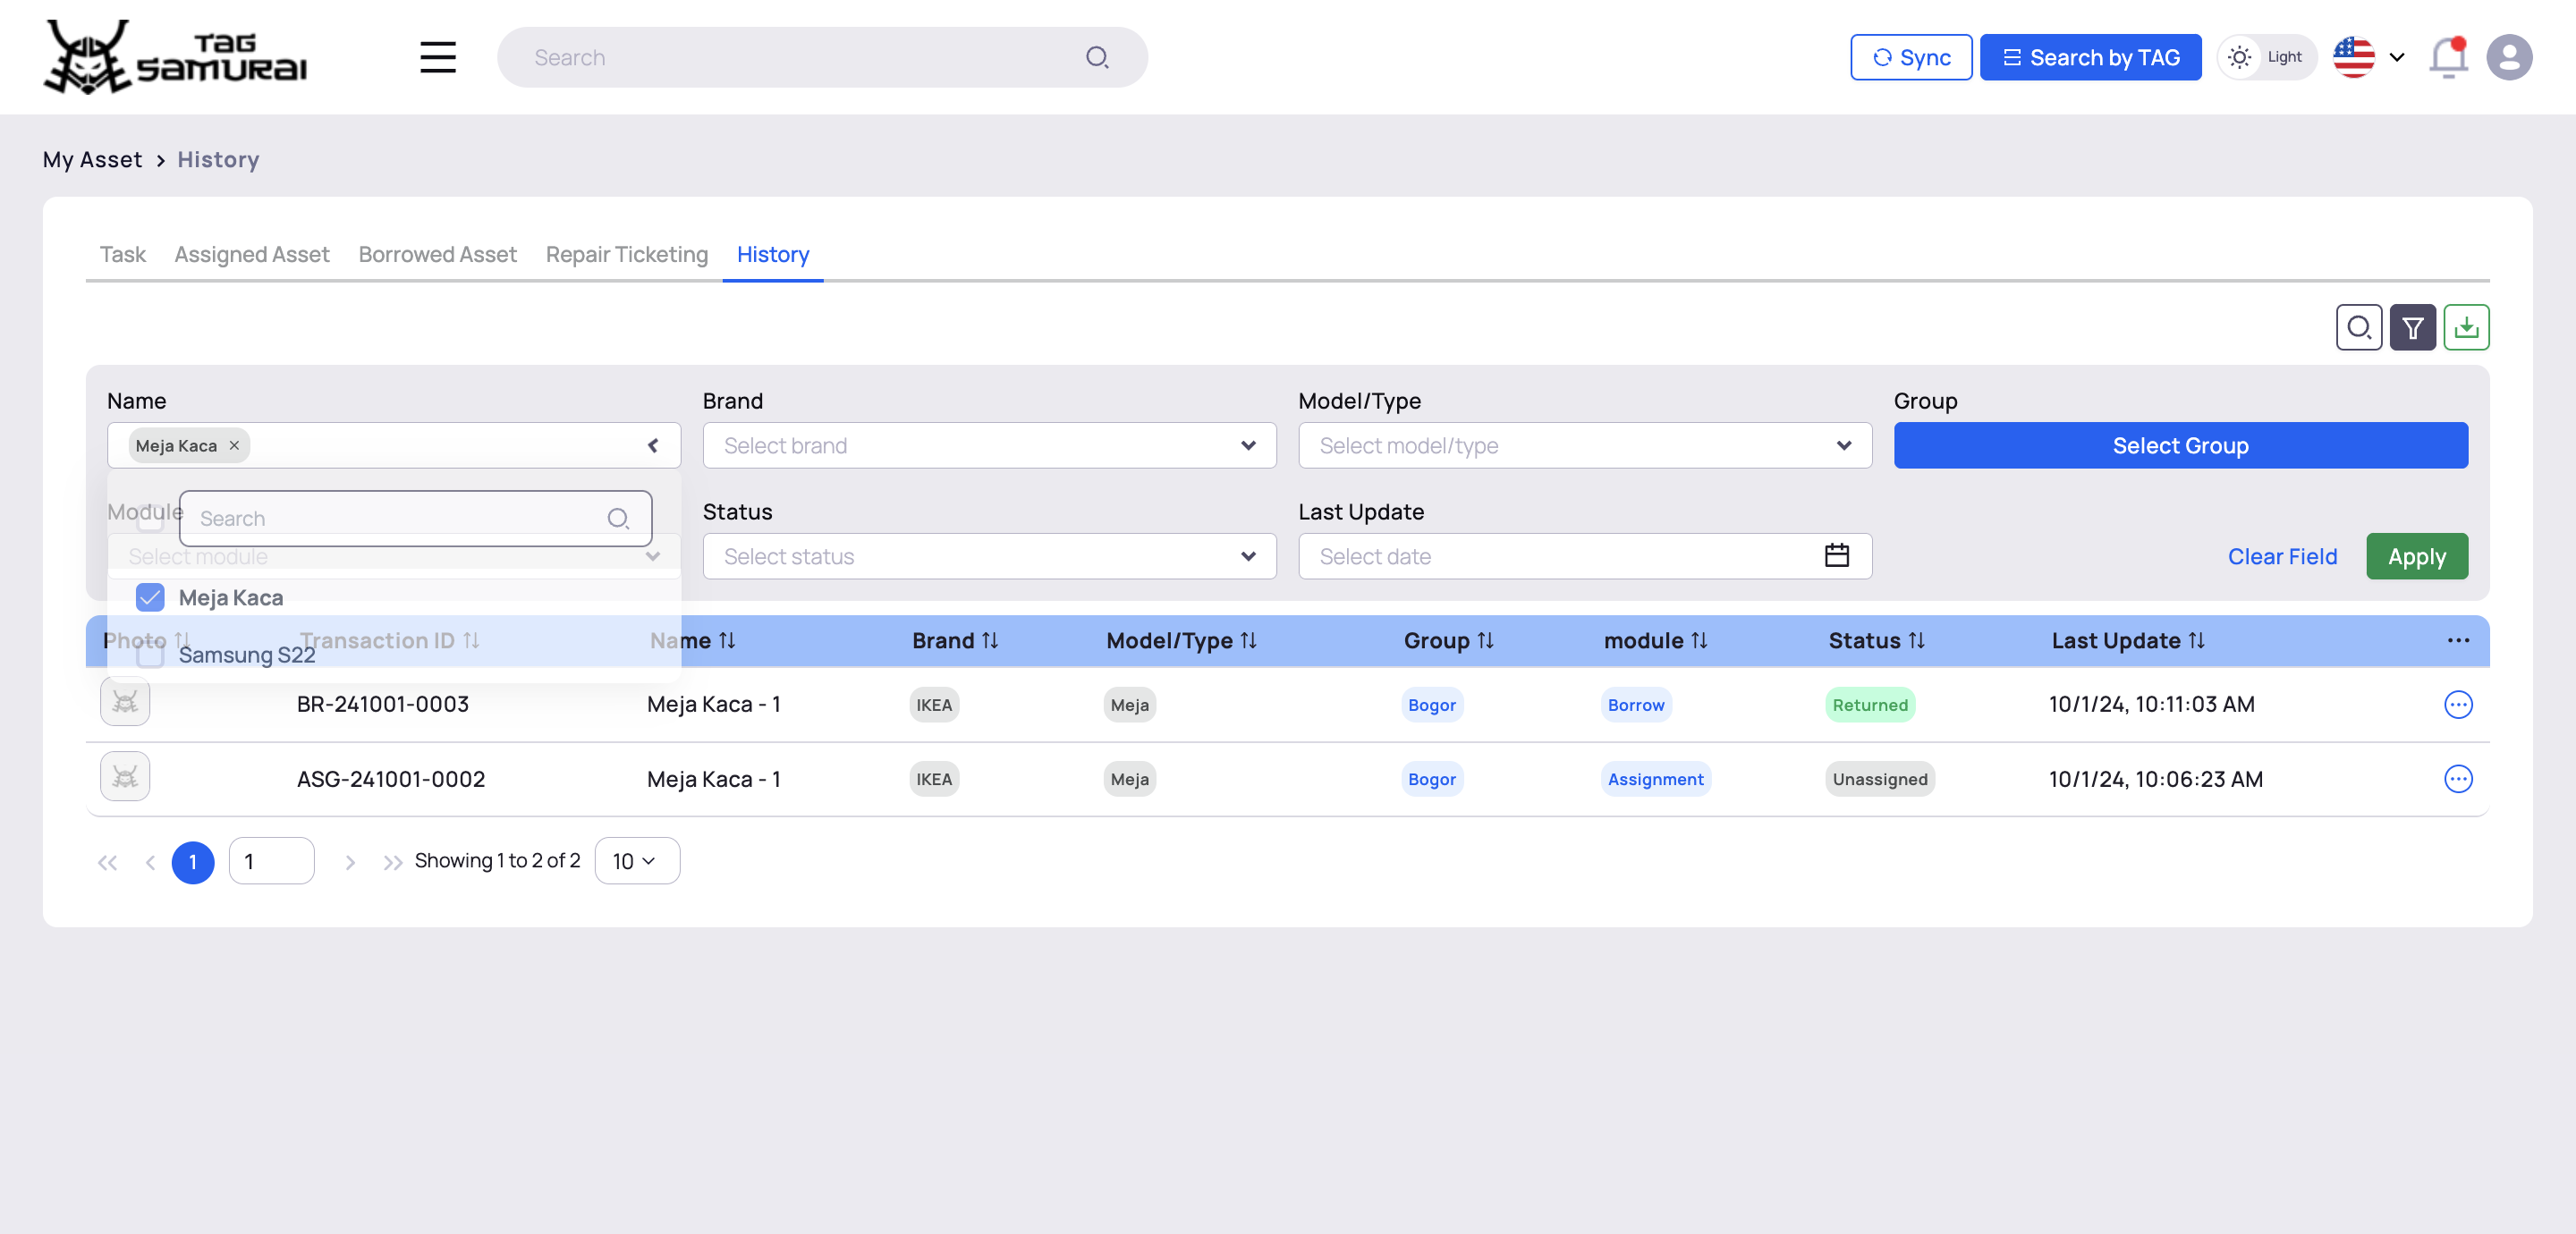 TAG SAMURAI
Search
Sync
Search by TAG
Light
My Asset > History
Task
Assigned Asset
Borrowed Asset
Repair Ticketing
History
Name
Brand
Model/Type
Group
Meja Kaca ×
Select brand
Select model/type
Select Group
Module
Search
Status
Last Update
Select module
Select status
Select date
Clear Field
Apply
Meja Kaca
Samsung S22
Photo
Transaction ID
Name
Brand
Model/Type
Group
module
Status
Last Update
BR-241001-0003
Meja Kaca - 1
IKEA
Meja
Bogor
Borrow
Returned
10/1/24, 10:11:03 AM
ASG-241001-0002
Meja Kaca - 1
IKEA
Meja
Bogor
Assignment
Unassigned
10/1/24, 10:06:23 AM
1
1
Showing 1 to 2 of 2
10